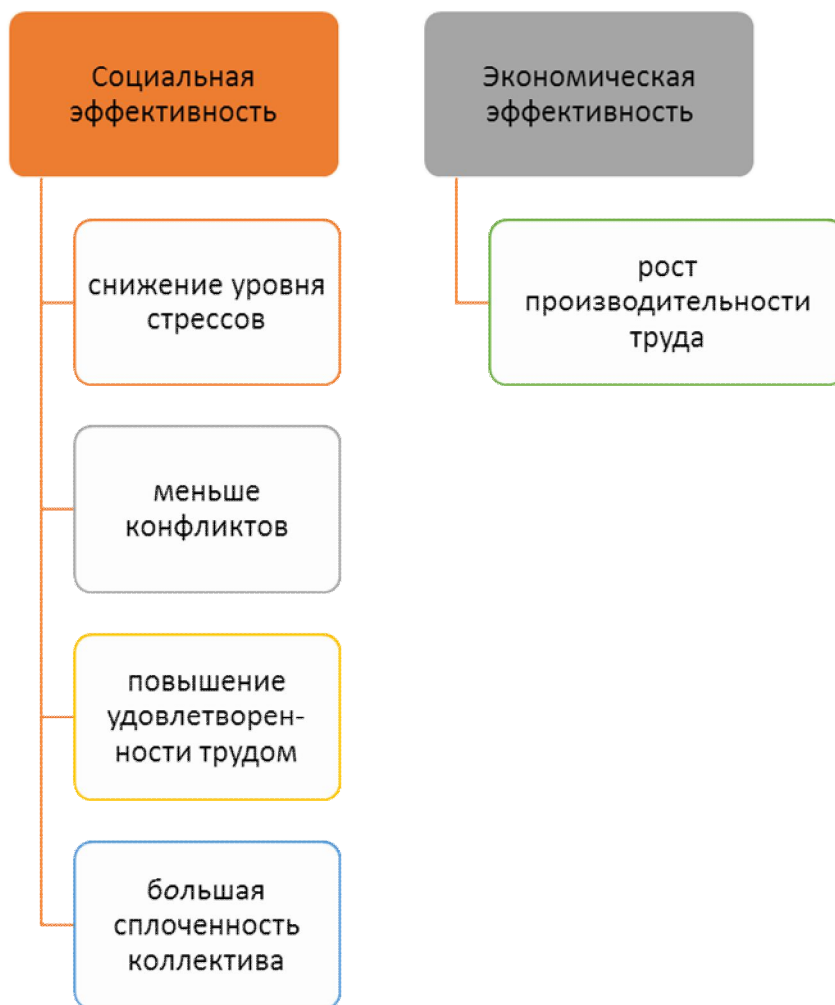 Социальная
эффективность
снижение уровня
стрессов
меньше
конфликтов
повышение
удовлетворен-
ности трудом
большая
сплоченность
коллектива
Экономическая
эффективность
рост
производительности
труда